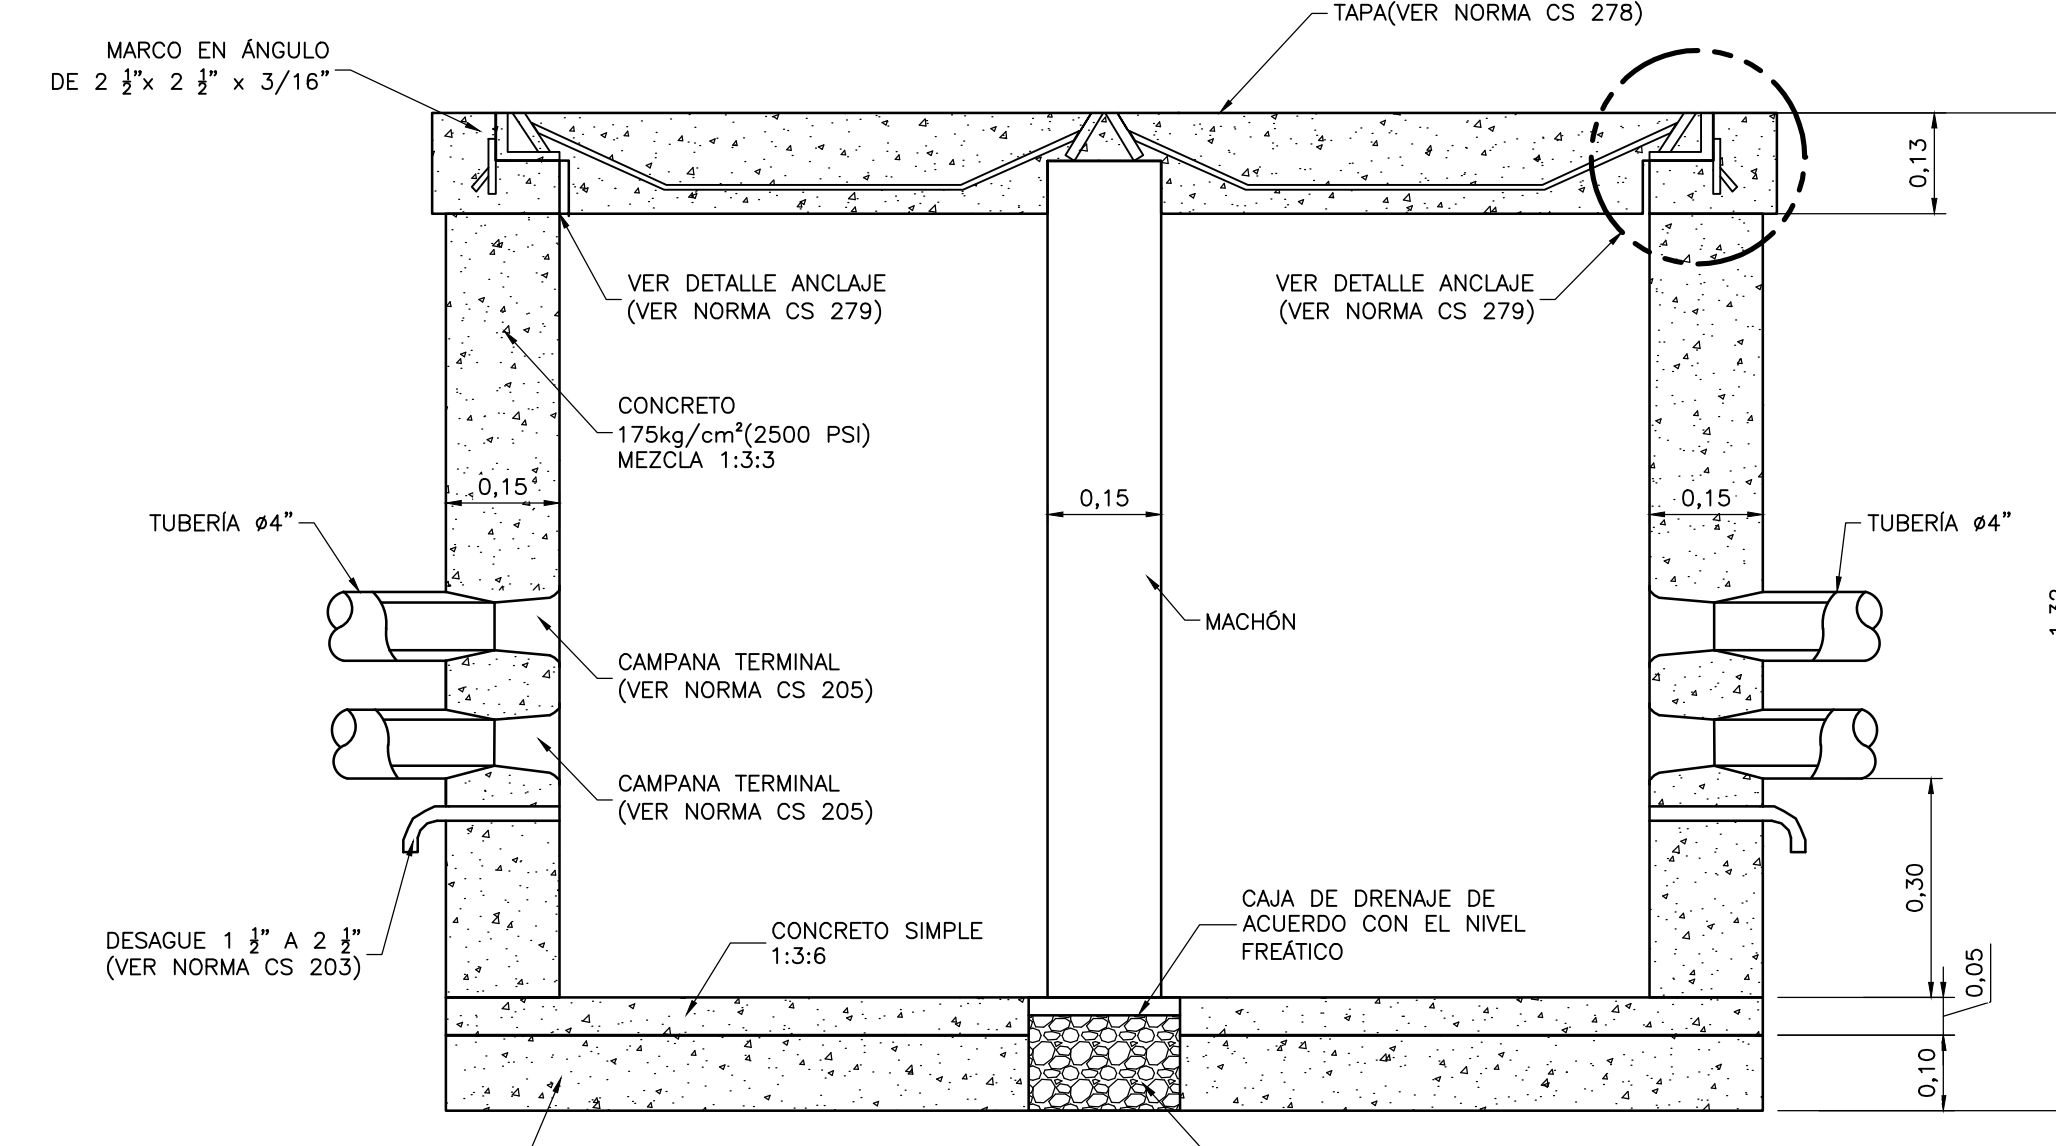 TAPA(VER NORMA CS 278)
MARCO EN ÁNGULO
DE 2 ½"x 2 ½" x 3/16"
0,13
VER DETALLE ANCLAJE
(VER NORMA CS 279)
VER DETALLE ANCLAJE
(VER NORMA CS 279)
CONCRETO
175kg/cm²(2500 PSI)
MEZCLA 1:3:3
0,15
0,15
0,15
TUBERÍA ø4"
TUBERÍA ø4"
MACHÓN
CAMPANA TERMINAL
(VER NORMA CS 205)
CAMPANA TERMINAL
(VER NORMA CS 205)
DESAGUE 1 ½" A 2 ½"
(VER NORMA CS 203)
CONCRETO SIMPLE
1:3:6
CAJA DE DRENAJE DE
ACUERDO CON EL NIVEL
FREÁTICO
0,30
0,05
0,10